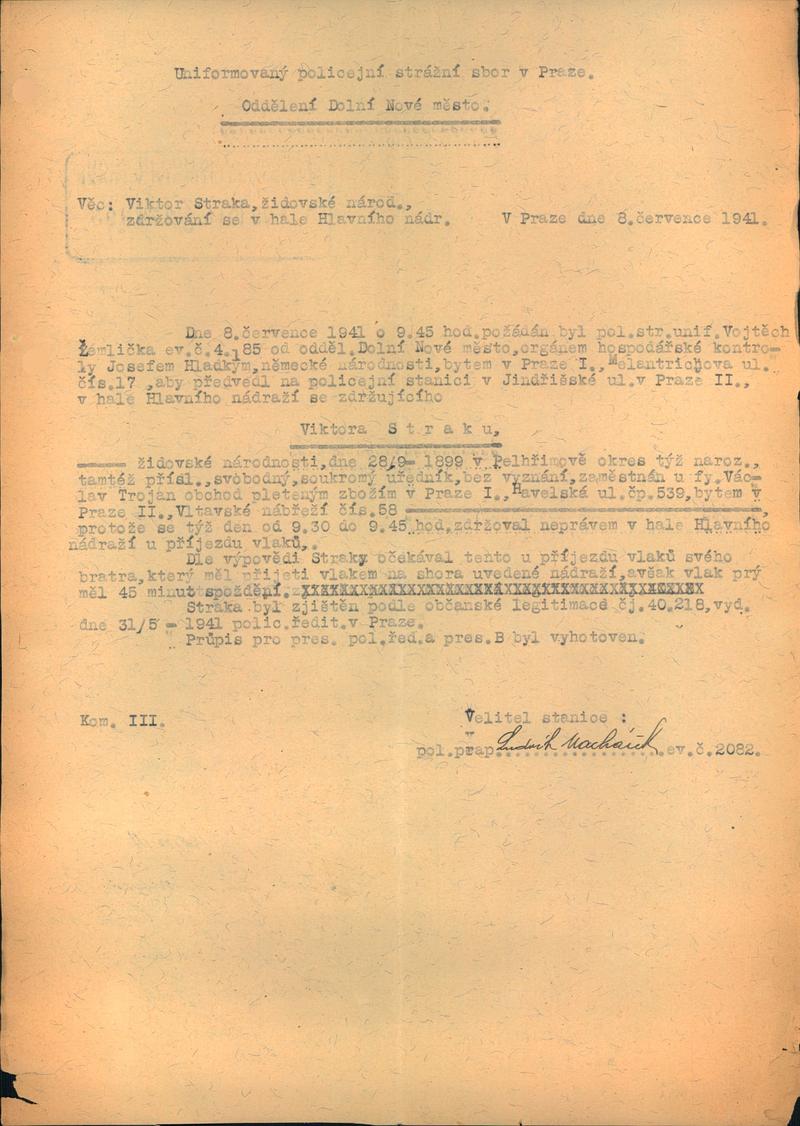 Uniformovaný policejní strážní sbor v Praze.
Oddělení Dolní Nové město.
Věc: Viktor Straka,židovské národ.,
zdržování se v hale Hlavního nádr. V Praze dne 8.července 1941.
Dne 8.července 1941 o 9.45 hod.požádán byl pol.str.unif.Vojtěch
Žemlička ev.č.4.185 od odděl.Dolní Nové město,orgánem hospodářské kontro-
ly Josefem Hladkým,německé národnosti,bytem v Praze I.,Melantrichova ul.
čís.17 ,aby předvedl na policejní stanici v Jindřišské ul.v Praze II.,
v hale Hlavního nádraží se zdržujícího
Viktora Straku,
židovské národnosti,dne 28/9- 1899 v Pelhřimově okres týž naroz.,
tamtéž přísl.,svobodný,soukromý úředník,bez vyznání,zaměstnán u fy.Vác-
lav Trojan obchod pleteným zbožím v Praze I.,Havelská ul.čp.539,bytem v
Praze II.,Vltavské nábřeží čís.58
protože se týž den od 9.30 do 9.45 hod.zdržoval neprávem v hale Hlavního
nádraží u příjezdu vlaků,.
Dle výpovědi Straky očekával tento u příjezdu vlaků svého
bratra,který měl přijeti vlakem na shora uvedené nádraží,avšak vlak prý
měl 45 minut spoždění.
Straka byl zjištěn podle občanské legitimace čj.40.218,vyd.
dne 31/5 - 1941 polic.ředit.v Praze.
Průpis pro pres. pol.řed.a pres.B byl vyhotoven.
Kom. III. Velitel stanice :
pol.prap. Ludvík Macháček .ev.č.2082.